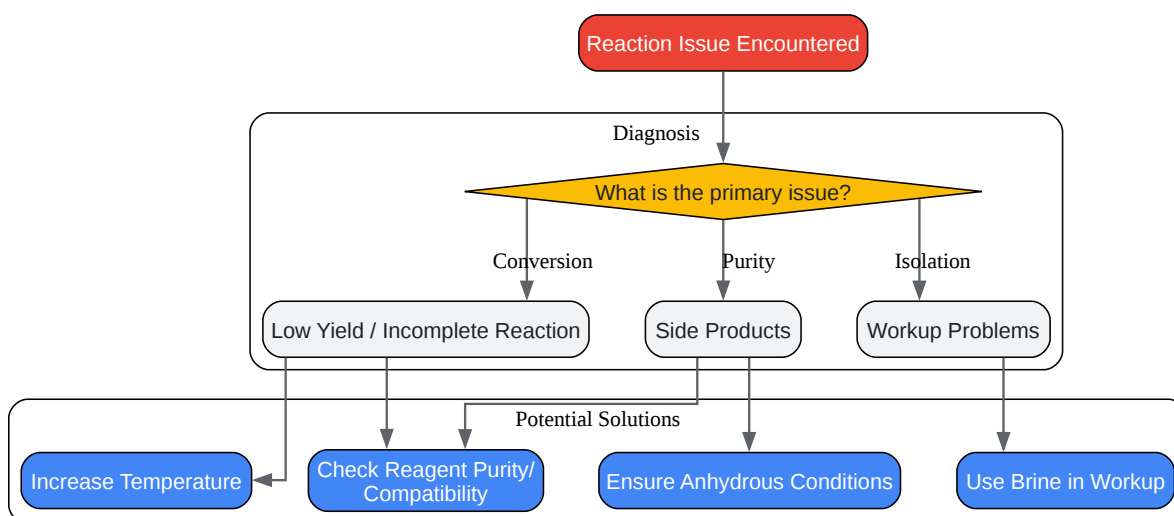 Reaction Issue Encountered
Diagnosis
What is the primary issue?
Conversion
Purity
Isolation
Low Yield / Incomplete Reaction
Side Products
Workup Problems
Potential Solutions
Increase Temperature
Check Reagent Purity/
Compatibility
Ensure Anhydrous Conditions
Use Brine in Workup